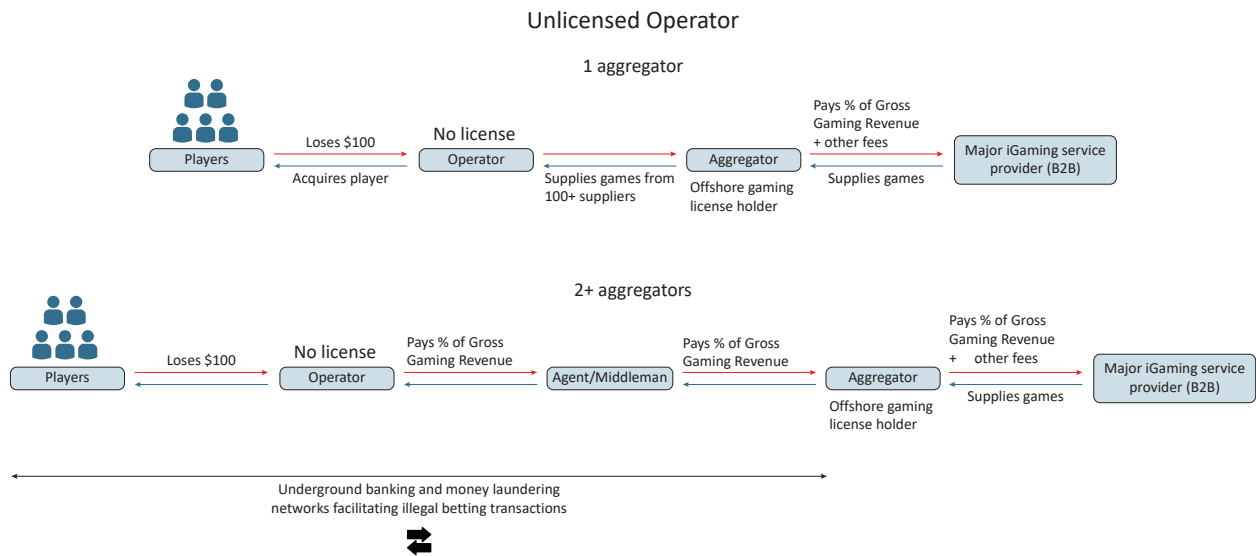 Unlicensed Operator
1 aggregator
Players
Loses $100
Acquires player
No license
Operator
Supplies games from
100+ suppliers
Aggregator
Offshore gaming
license holder
Pays % of Gross
Gaming Revenue
+ other fees
Supplies games
Major iGaming service
provider (B2B)
2+ aggregators
Players
Loses $100
No license
Operator
Pays % of Gross
Gaming Revenue
Agent/Middleman
Pays % of Gross
Gaming Revenue
Aggregator
Offshore gaming
license holder
Pays % of Gross
Gaming Revenue
+ other fees
Supplies games
Major iGaming service
provider (B2B)
Underground banking and money laundering
networks facilitating illegal betting transactions